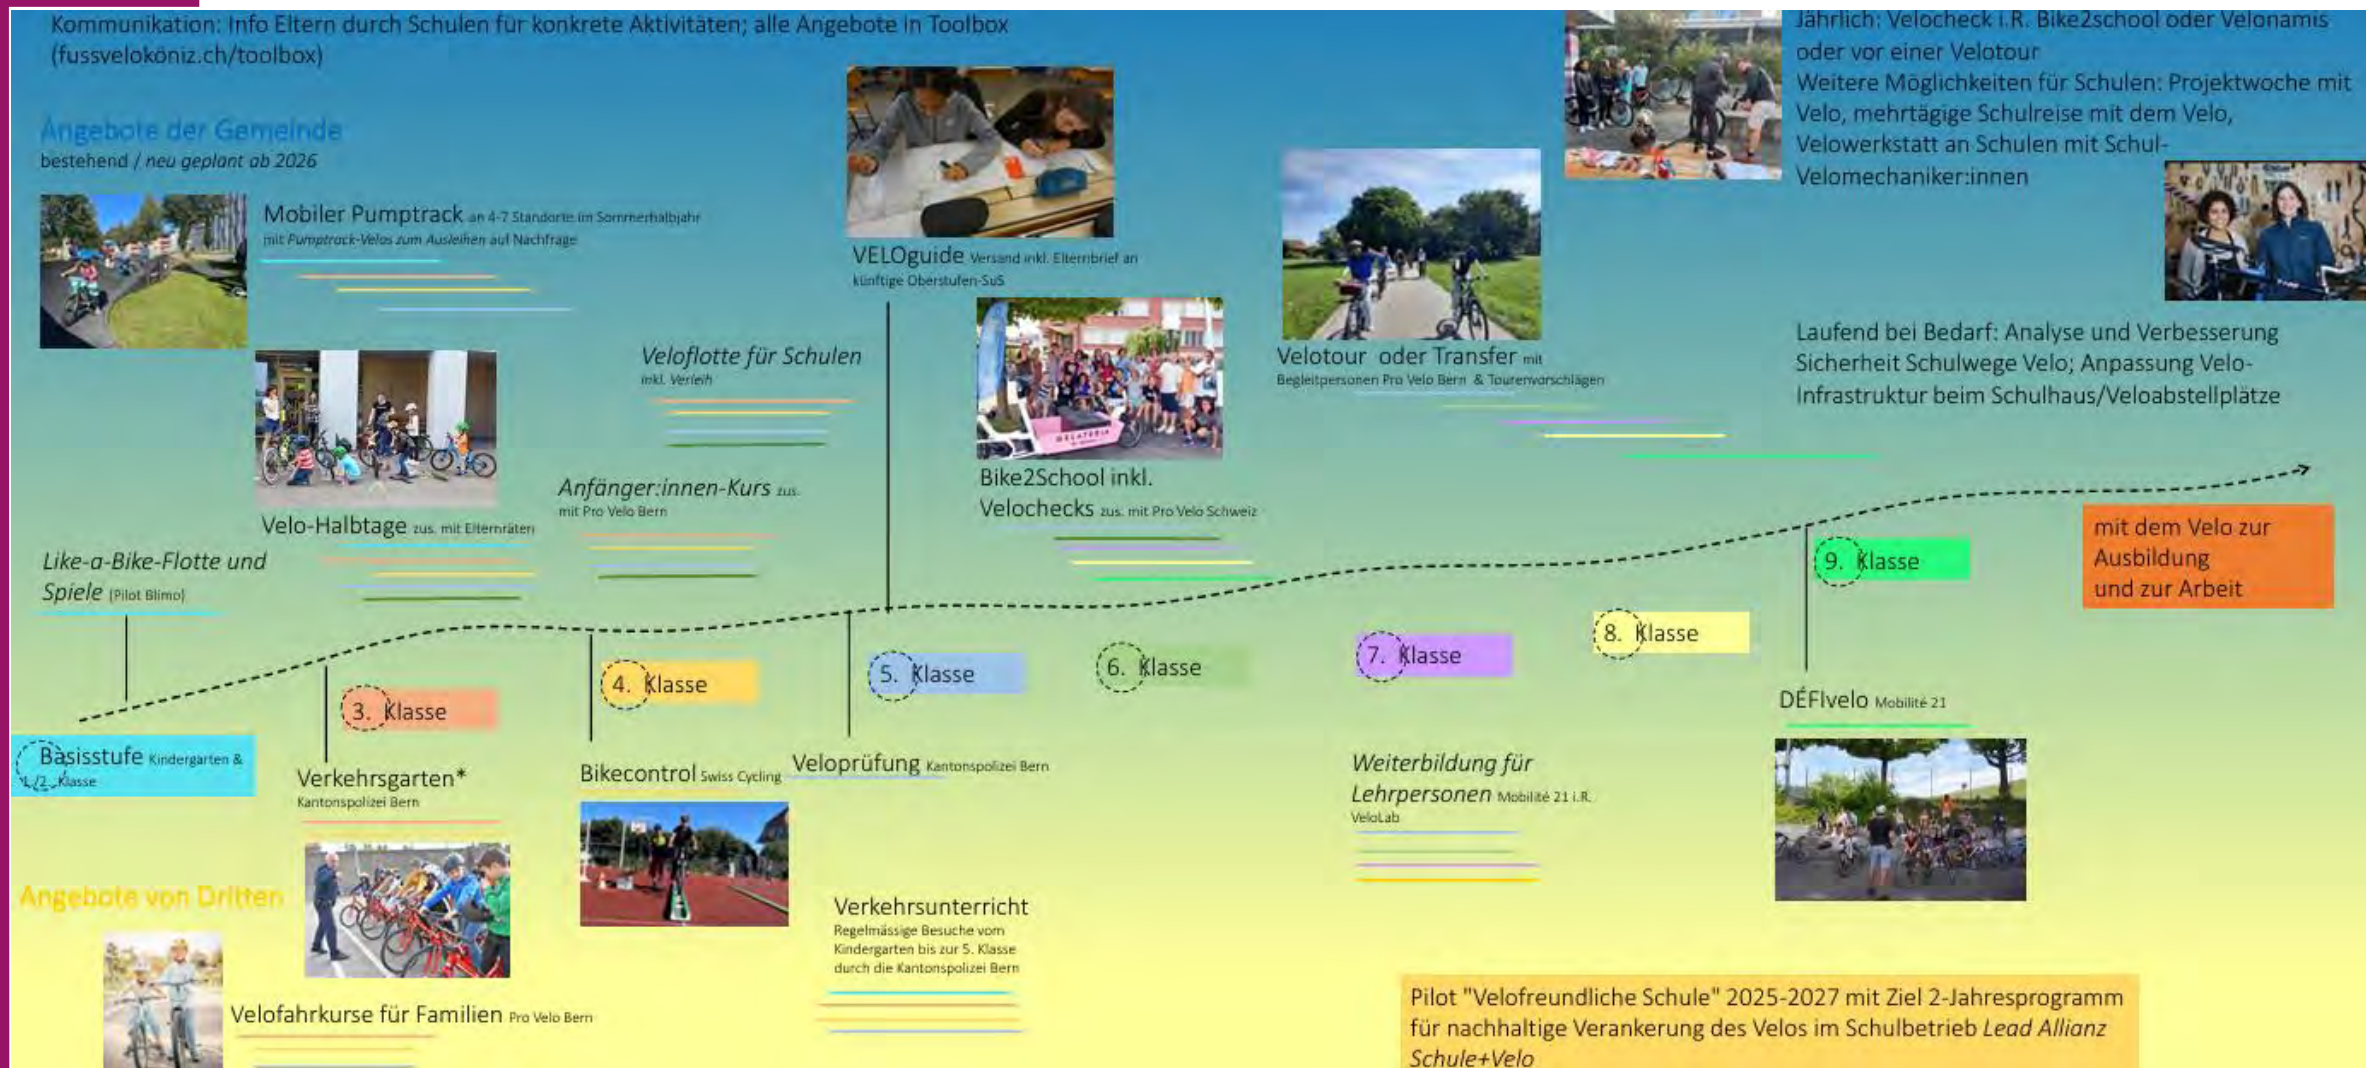 Kommunikation: Info Eltern durch Schulen für konkrete Aktivitäten; alle Angebote in Toolbox
(fussveloköniz.ch/toolbox)
Jährlich: Velocheck i.R. Bike2school oder Velonamis
oder vor einer Velotour
Weitere Möglichkeiten für Schulen: Projektwoche mit
Velo, mehrtägige Schulreise mit dem Velo,
Velowerkstatt an Schulen mit Schul-
Velomechaniker:innen
Angebote der Gemeinde
bestehend / neu geplant ab 2026
Mobiler Pumptrack an 4-7 Standorte im Sommerhalbjahr
mit Pumptrack-Velos zum Ausleihen auf Nachfrage
VELOguide Versand inkl. Elternbrief an
künftige Oberstufen-SuS
Veloflotte für Schulen
inkl. Verleih
Velotour oder Transfer mit
Begleitpersonen Pro Velo Bern & Tourenvorschlägen
Laufend bei Bedarf: Analyse und Verbesserung
Sicherheit Schulwege Velo; Anpassung Velo-
Infrastruktur beim Schulhaus/Veloabstellplätze
GELATERIA
Bike2School inkl.
Velochecks zus. mit Pro Velo Schweiz
Anfänger:innen-Kurs zus.
mit Pro Velo Bern
Velo-Halbtage zus. mit Elternräten
Like-a-Bike-Flotte und
Spiele (Pilot Blimo)
mit dem Velo zur
Ausbildung
und zur Arbeit
9. Klasse
8. Klasse
7. Klasse
6. Klasse
5. Klasse
4. Klasse
3. Klasse
Basisstufe Kindergarten &
1./2. Klasse
Verkehrsgarten*
Kantonspolizei Bern
Bikecontrol Swiss Cycling
Veloprüfung Kantonspolizei Bern
Weiterbildung für
Lehrpersonen Mobilité 21 i.R.
VeloLab
DÉFIvelo Mobilité 21
Angebote von Dritten
Verkehrsunterricht
Regelmässige Besuche vom
Kindergarten bis zur 5. Klasse
durch die Kantonspolizei Bern
Velofahrkurse für Familien Pro Velo Bern
Pilot "Velofreundliche Schule" 2025-2027 mit Ziel 2-Jahresprogramm
für nachhaltige Verankerung des Velos im Schulbetrieb Lead Allianz
Schule+Velo